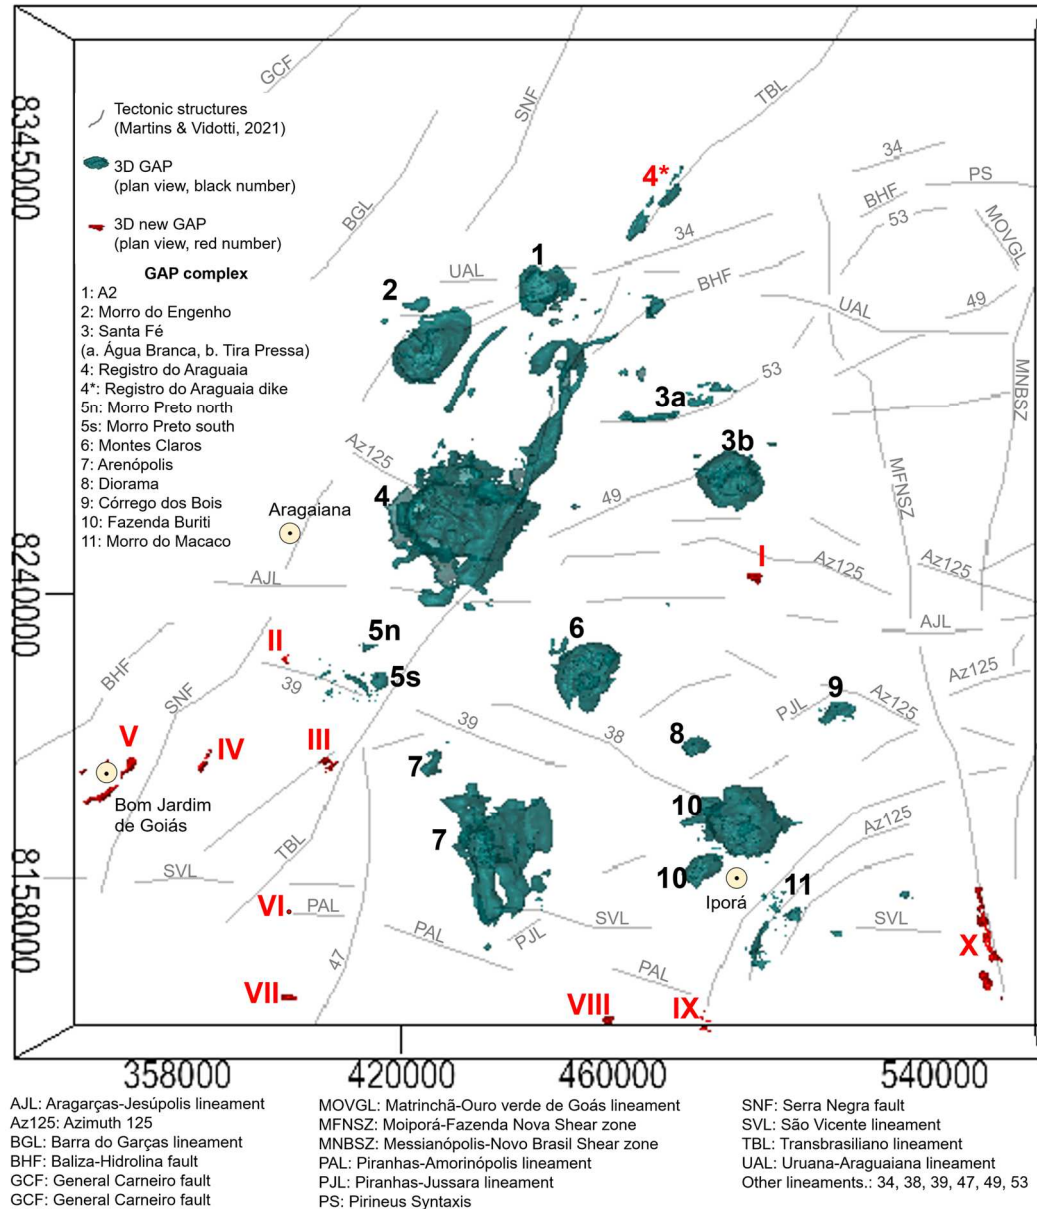 GCF
SNF
TBL
Tectonic structures
(Martins & Vidotti, 2021)
3D GAP
(plan view, black number)
3D new GAP
(plan view, red number)
GAP complex
1: A2
2: Morro do Engenho
3: Santa Fé
(a. Água Branca, b. Tira Pressa)
4: Registro do Araguaia
4*: Registro do Araguaia dike
5n: Morro Preto north
5s: Morro Preto south
6: Montes Claros
7: Arenópolis
8: Diorama
9: Córrego dos Bois
10: Fazenda Buriti
11: Morro do Macaco
8345000
8240000
8158000
34
4*
PS
BHF
BGL
53
MOVGL
34
1
UAL
BHF
2
49
UAL
53
MNBSZ
3a
Az125
3b
MFNSZ
4
49
Aragaiana
I
Az125
Az125
AJL
AJL
5n
6
II
BHF
5s
39
Az125
SNF
9
Az125
PJL
39
38
8
V
IV
III
7
Bom Jardim
de Goiás
10
Az125
7
TBL
SVL
10
Iporá
11
VI
PAL
SVL
SVL
PAL
PJL
X
47
PAL
VII
VIII
IX
358000
420000
460000
540000
AJL: Aragarças-Jesúpolis lineament
Az125: Azimuth 125
BGL: Barra do Garças lineament
BHF: Baliza-Hidrolina fault
GCF: General Carneiro fault
GCF: General Carneiro fault
MOVGL: Matrinchã-Ouro verde de Goás lineament
MFNSZ: Moiporá-Fazenda Nova Shear zone
MNBSZ: Messianópolis-Novo Brasil Shear zone
PAL: Piranhas-Amorinópolis lineament
PJL: Piranhas-Jussara lineament
PS: Pirineus Syntaxis
SNF: Serra Negra fault
SVL: São Vicente lineament
TBL: Transbrasiliano lineament
UAL: Uruana-Araguaiana lineament
Other lineaments.: 34, 38, 39, 47, 49, 53